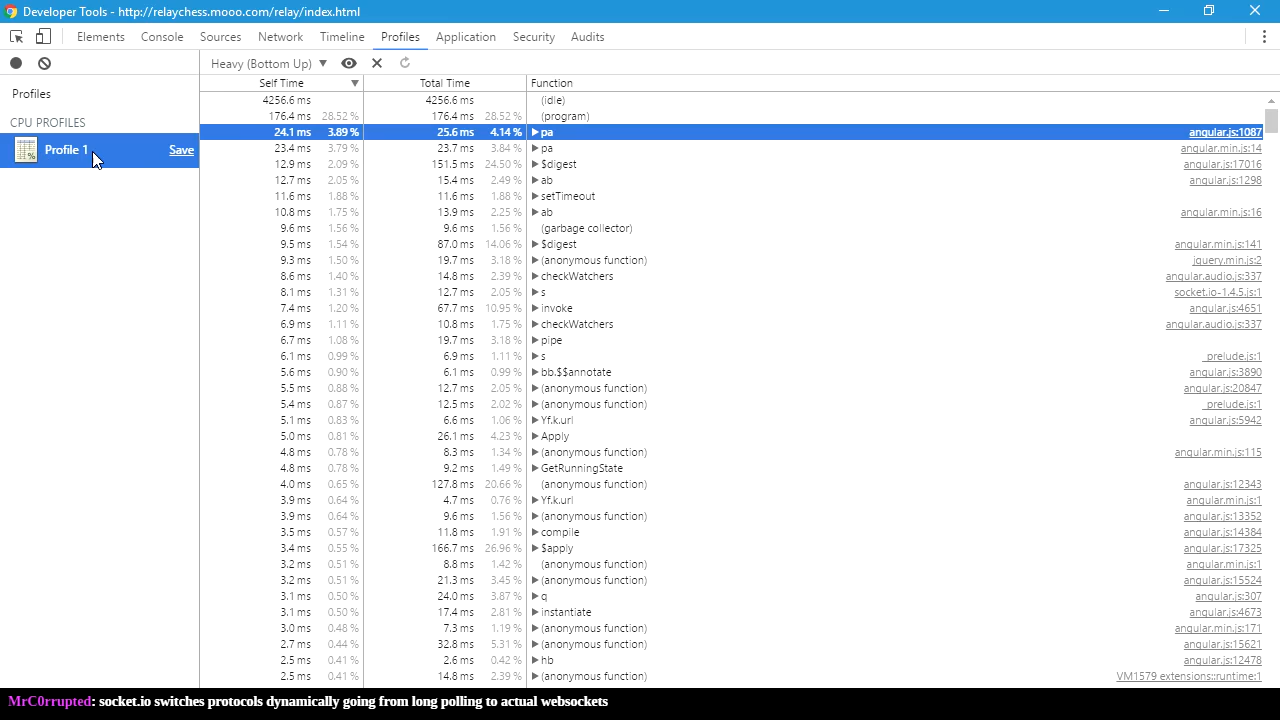 Developer Tools - http://relaychess.mooo.com/relay/index.html
Elements Console Sources Network Timeline Profiles Application Security Audits
Heavy (Bottom Up)
Profiles
CPU PROFILES
Profile 1 Save
Self Time Total Time Function
4256.6 ms 4256.6 ms (idle)
176.4 ms 28.52 % 176.4 ms 28.52 % (program)
24.1 ms 3.89 % 25.6 ms 4.14 % pa angular.js:1087
23.4 ms 3.79 % 23.7 ms 3.84 % pa angular.min.js:14
12.9 ms 2.09 % 151.5 ms 24.50 % $digest angular.js:17016
12.7 ms 2.05 % 15.4 ms 2.49 % ab angular.js:1298
11.6 ms 1.88 % 11.6 ms 1.88 % setTimeout
10.8 ms 1.75 % 13.9 ms 2.25 % ab angular.min.js:16
9.6 ms 1.56 % 9.6 ms 1.56 % (garbage collector)
9.5 ms 1.54 % 87.0 ms 14.06 % $digest angular.min.js:141
9.3 ms 1.50 % 19.7 ms 3.18 % (anonymous function) jquery.min.js:2
8.6 ms 1.40 % 14.8 ms 2.39 % checkWatchers angular.audio.js:337
8.1 ms 1.31 % 12.7 ms 2.05 % s socket.io-1.4.5.js:1
7.4 ms 1.20 % 67.7 ms 10.95 % invoke angular.js:4651
6.9 ms 1.11 % 10.8 ms 1.75 % checkWatchers angular.audio.js:337
6.7 ms 1.08 % 19.7 ms 3.18 % pipe
6.1 ms 0.99 % 6.9 ms 1.11 % s _prelude.js:1
5.6 ms 0.90 % 6.1 ms 0.99 % bb.$$annotate angular.js:3890
5.5 ms 0.88 % 12.7 ms 2.05 % (anonymous function) angular.js:20847
5.4 ms 0.87 % 12.5 ms 2.02 % (anonymous function) _prelude.js:1
5.1 ms 0.83 % 6.6 ms 1.06 % Yf.k.url angular.js:5942
5.0 ms 0.81 % 26.1 ms 4.23 % Apply
4.8 ms 0.78 % 8.3 ms 1.34 % (anonymous function) angular.min.js:115
4.8 ms 0.78 % 9.2 ms 1.49 % GetRunningState
4.0 ms 0.65 % 127.8 ms 20.66 % (anonymous function) angular.js:12343
3.9 ms 0.64 % 4.7 ms 0.76 % Yf.k.url angular.min.js:1
3.9 ms 0.64 % 9.6 ms 1.56 % (anonymous function) angular.js:13352
3.5 ms 0.57 % 11.8 ms 1.91 % compile angular.js:14384
3.4 ms 0.55 % 166.7 ms 26.96 % $apply angular.js:17325
3.2 ms 0.51 % 8.8 ms 1.42 % (anonymous function) angular.min.js:1
3.2 ms 0.51 % 21.3 ms 3.45 % (anonymous function) angular.js:15524
3.1 ms 0.50 % 24.0 ms 3.87 % q angular.js:307
3.1 ms 0.50 % 17.4 ms 2.81 % instantiate angular.js:4673
3.0 ms 0.48 % 7.3 ms 1.19 % (anonymous function) angular.min.js:171
2.7 ms 0.44 % 32.8 ms 5.31 % (anonymous function) angular.js:15621
2.5 ms 0.41 % 2.6 ms 0.42 % hb angular.js:12478
2.5 ms 0.41 % 14.8 ms 2.39 % (anonymous function) VM1579 extensions::runtime:1
MrC0rrupted: socket.io switches protocols dynamically going from long polling to actual websockets